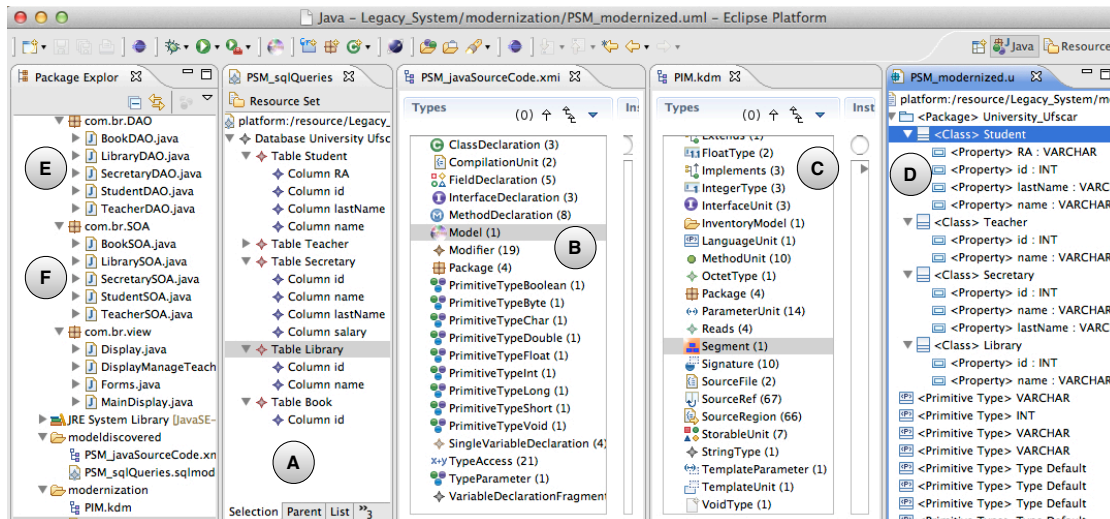 Java – Legacy_System/modernization/PSM_modernized.uml – Eclipse Platform
Java
Resource
Package Explor
com.br.DAO
BookDAO.java
LibraryDAO.java
SecretaryDAO.java
StudentDAO.java
TeacherDAO.java
com.br.SOA
BookSOA.java
LibrarySOA.java
SecretarySOA.java
StudentSOA.java
TeacherSOA.java
com.br.view
Display.java
DisplayManageTeach
Forms.java
MainDisplay.java
JRE System Library [JavaSE-
modeldiscovered
PSM_javaSourceCode.xn
PSM_sqlQueries.sqlmod
modernization
PIM.kdm
E
F
PSM_sqlQueries
Resource Set
platform:/resource/Legacy_
Database University Ufscar
Table Student
Column RA
Column id
Column lastName
Column name
Table Teacher
Table Secretary
Column id
Column name
Column lastName
Column salary
Table Library
Column id
Column name
Table Book
Column id
A
Selection Parent List »3
PSM_javaSourceCode.xmi
Types
(0)
Ins
ClassDeclaration (3)
CompilationUnit (2)
FieldDeclaration (5)
InterfaceDeclaration (3)
MethodDeclaration (8)
Model (1)
Modifier (19)
Package (4)
PrimitiveTypeBoolean (1)
PrimitiveTypeByte (1)
PrimitiveTypeChar (1)
PrimitiveTypeDouble (1)
PrimitiveTypeFloat (1)
PrimitiveTypeInt (1)
PrimitiveTypeLong (1)
PrimitiveTypeShort (1)
PrimitiveTypeVoid (1)
SingleVariableDeclaration (4)
TypeAccess (21)
TypeParameter (1)
VariableDeclarationFragment
B
PIM.kdm
Types
(0)
Inst
Extends (1)
FloatType (2)
Implements (3)
IntegerType (3)
InterfaceUnit (3)
InventoryModel (1)
LanguageUnit (1)
MethodUnit (10)
OctetType (1)
Package (4)
ParameterUnit (14)
Reads (4)
Segment (1)
Signature (10)
SourceFile (2)
SourceRef (67)
SourceRegion (66)
StorableUnit (7)
StringType (1)
TemplateParameter (1)
TemplateUnit (1)
VoidType (1)
C
PSM_modernized.u
platform:/resource/Legacy_System/m
<Package> University_Ufscar
<Class> Student
<Property> RA : VARCHAR
<Property> id : INT
<Property> lastName : VARC
<Property> name : VARCHAR
<Class> Teacher
<Property> id : INT
<Property> name : VARCHAR
<Class> Secretary
<Property> id : INT
<Property> name : VARCHAR
<Property> lastName : VARC
<Class> Library
<Property> id : INT
<Property> name : VARCHAR
<Primitive Type> VARCHAR
<Primitive Type> INT
<Primitive Type> VARCHAR
<Primitive Type> VARCHAR
<Primitive Type> Type Default
<Primitive Type> Type Default
<Primitive Type> Type Default
<Primitive Type> Type Default
D